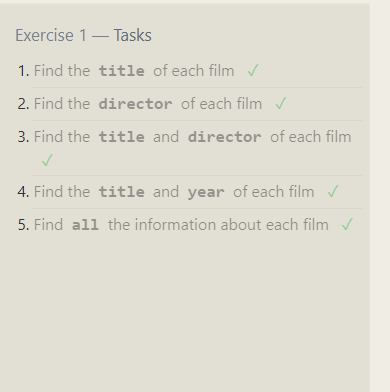 Exercise 1 — Tasks
1. Find the title of each film ✓
2. Find the director of each film ✓
3. Find the title and director of each film
✓
4. Find the title and year of each film ✓
5. Find all the information about each film ✓